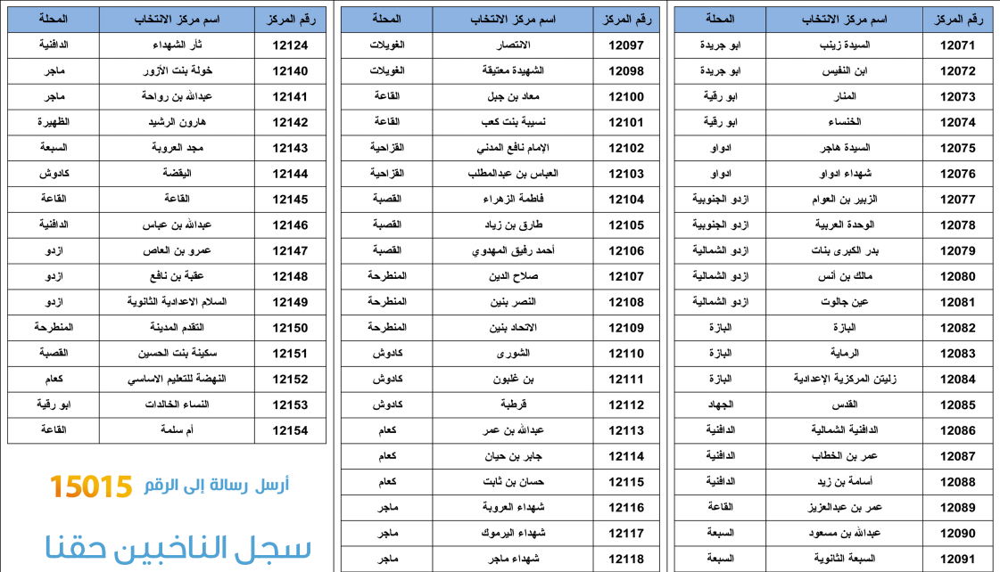 رقم المركز اسم مركز الانتخاب المحلة
12071 السيدة زينب ابو جريدة
12072 ابن النفيس ابو جريدة
12073 المنار ابو رقية
12074 الخنساء ابو رقية
12075 السيدة هاجر ادواو
12076 شهداء ادواو ادواو
12077 الزبير بن العوام ازدو الجنوبية
12078 الوحدة العربية ازدو الجنوبية
12079 بدر الكبرى بنات ازدو الشمالية
12080 مالك بن أنس ازدو الشمالية
12081 عين جالوت ازدو الشمالية
12082 البازة البازة
12083 الرماية البازة
12084 زليتن المركزية الإعدادية البازة
12085 القدس الجهاد
12086 الدافنية الشمالية الدافنية
12087 عمر بن الخطاب الدافنية
12088 أسامة بن زيد الدافنية
12089 عمر بن عبدالعزيز القاعة
12090 عبدالله بن مسعود السبعة
12091 السبعة الثانوية السبعة
رقم المركز اسم مركز الانتخاب المحلة
12097 الانتصار الغويلات
12098 الشهيدة معتيقة الغويلات
12100 معاد بن جبل القاعة
12101 نسيبة بنت كعب القاعة
12102 الإمام نافع المدني القزاحية
12103 العباس بن عبدالمطلب القزاحية
12104 فاطمة الزهراء القصبة
12105 طارق بن زياد القصبة
12106 أحمد رفيق المهدوي القصبة
12107 صلاح الدين المنطرحة
12108 النصر بنين المنطرحة
12109 الاتحاد بنين المنطرحة
12110 الشورى كادوش
12111 بن غلبون كادوش
12112 قرطبة كادوش
12113 عبدالله بن عمر كعام
12114 جابر بن حيان كعام
12115 حسان بن ثابت كعام
12116 شهداء العروبة ماجر
12117 شهداء اليرموك ماجر
12118 شهداء ماجر ماجر
رقم المركز اسم مركز الانتخاب المحلة
12124 ثأر الشهداء الدافنية
12140 خولة بنت الأزور ماجر
12141 عبدالله بن رواحة ماجر
12142 هارون الرشيد الظهيرة
12143 مجد العروبة السبعة
12144 اليقضة كادوش
12145 القاعة القاعة
12146 عبدالله بن عباس الدافنية
12147 عمرو بن العاص ازدو
12148 عقبة بن نافع ازدو
12149 السلام الاعدادية الثانوية ازدو
12150 التقدم المدينة المنطرحة
12151 سكينة بنت الحسين القصبة
12152 النهضة للتعليم الاساسي كعام
12153 النساء الخالدات ابو رقية
12154 أم سلمة القاعة
أرسل رسالة إلى الرقم 15015
سجل الناخبين حقنا